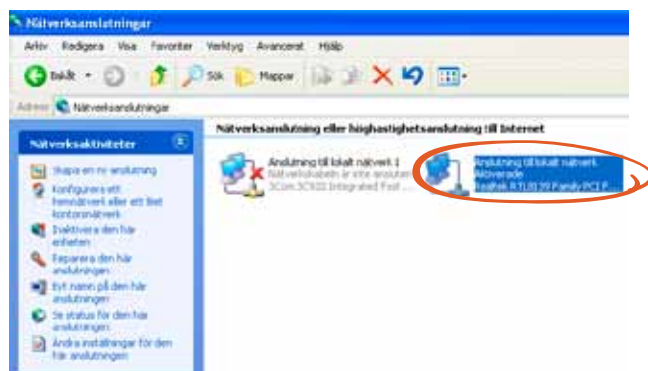 Nätverksanslutningar
Arkiv Redigera Visa Favoriter Verktyg Avancerat Hjälp
Bakåt Sök Mappar
Adress Nätverksanslutningar
Nätverksaktiviteter
Skapa en ny anslutning
Konfigurera ett
hemnätverk eller ett litet
kontorsnätverk
Inaktivera den här
enheten
Reparera den här
anslutningen
Byt namn på den här
anslutningen
Se status för den här
anslutningen
Ändra inställningar för den
här anslutningen
Nätverksanslutning eller höghastighetsanslutning till Internet
Anslutning till lokalt nätverk 2
Nätverkskabeln är inte ansluten
3Com 3C920 Integrated Fast ...
Anslutning till lokalt nätverk
Aktiverade
Realtek RTL8139 Family PCI F...